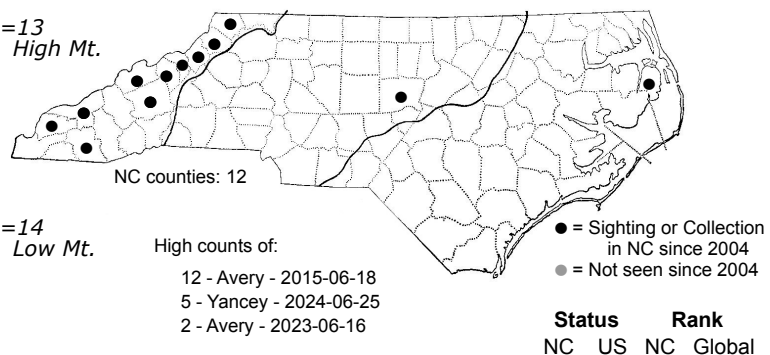 =13
High Mt.
NC counties: 12
=14
Low Mt.
High counts of:
12 - Avery - 2015-06-18
5 - Yancey - 2024-06-25
2 - Avery - 2023-06-16
= Sighting or Collection
in NC since 2004
= Not seen since 2004
Status Rank
NC US NC Global